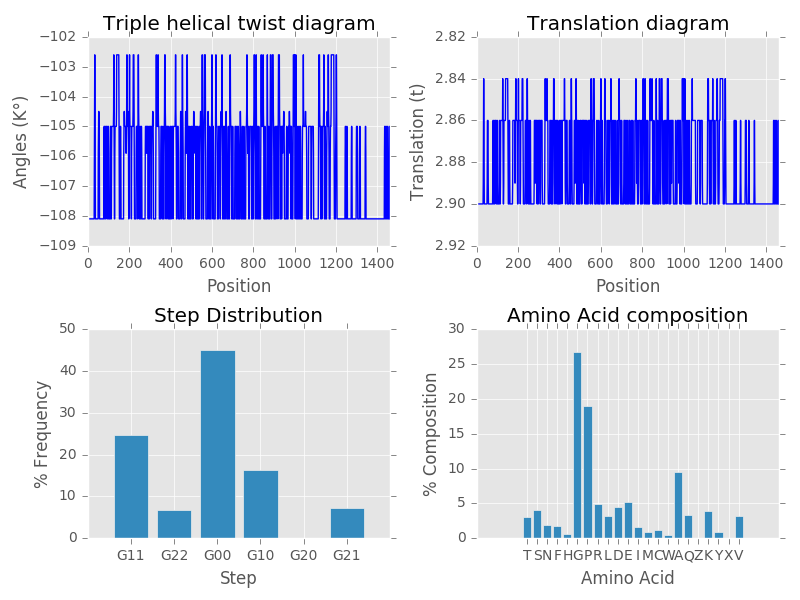 Triple helical twist diagram
Angles (K°)
−102
−103
−104
−105
−106
−107
−108
−109
0 200 400 600 800 1000 1200 1400
Position
Translation diagram
Translation (t)
2.82
2.84
2.86
2.88
2.90
2.92
0 200 400 600 800 1000 1200 1400
Position
Step Distribution
% Frequency
50
40
30
20
10
0
G11 G22 G00 G10 G20 G21
Step
Amino Acid composition
% Composition
30
25
20
15
10
5
0
T S N F H G P R L D E I M C W A Q Z K Y X V
Amino Acid